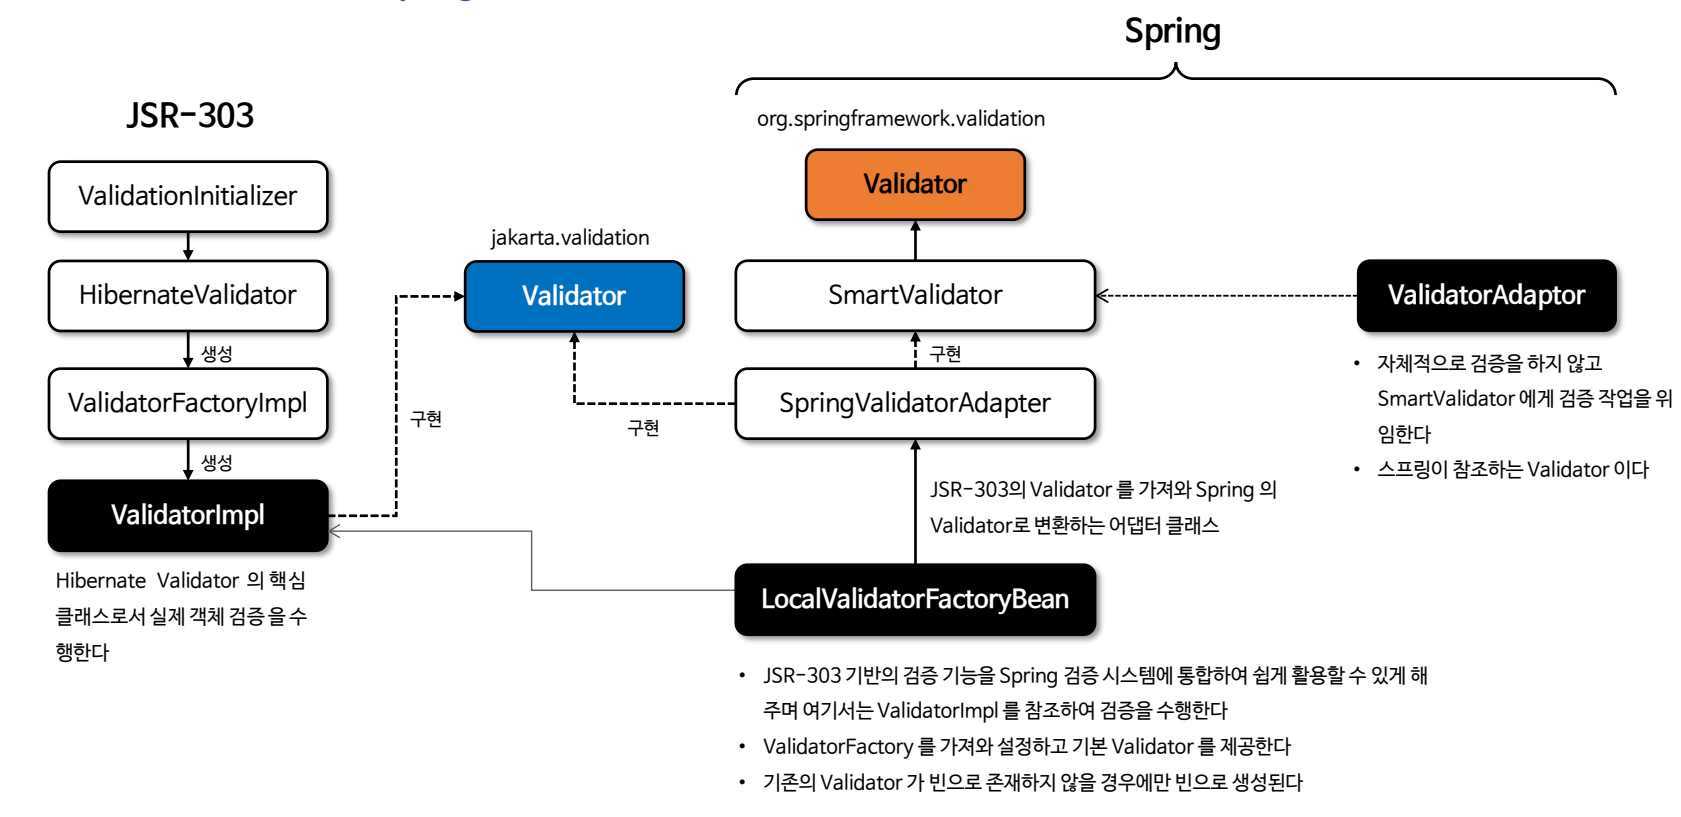 Spring
JSR-303
org.springframework.validation
ValidationInitializer
Validator
jakarta.validation
HibernateValidator
Validator
SmartValidator
ValidatorAdaptor
생성
구현
ValidatorFactoryImpl
SpringValidatorAdapter
구현
구현
생성
• 자체적으로 검증을 하지 않고
SmartValidator 에게 검증 작업을 위
임한다
• 스프링이 참조하는 Validator 이다
ValidatorImpl
JSR-303의 Validator 를 가져와 Spring 의
Validator로 변환하는 어댑터 클래스
Hibernate Validator 의 핵심
클래스로서 실제 객체 검증 을 수
행한다
LocalValidatorFactoryBean
• JSR-303 기반의 검증 기능을 Spring 검증 시스템에 통합하여 쉽게 활용할 수 있게 해
주며 여기서는 ValidatorImpl 를 참조하여 검증을 수행한다
• ValidatorFactory 를 가져와 설정하고 기본 Validator 를 제공한다
• 기존의 Validator 가 빈으로 존재하지 않을 경우에만 빈으로 생성된다